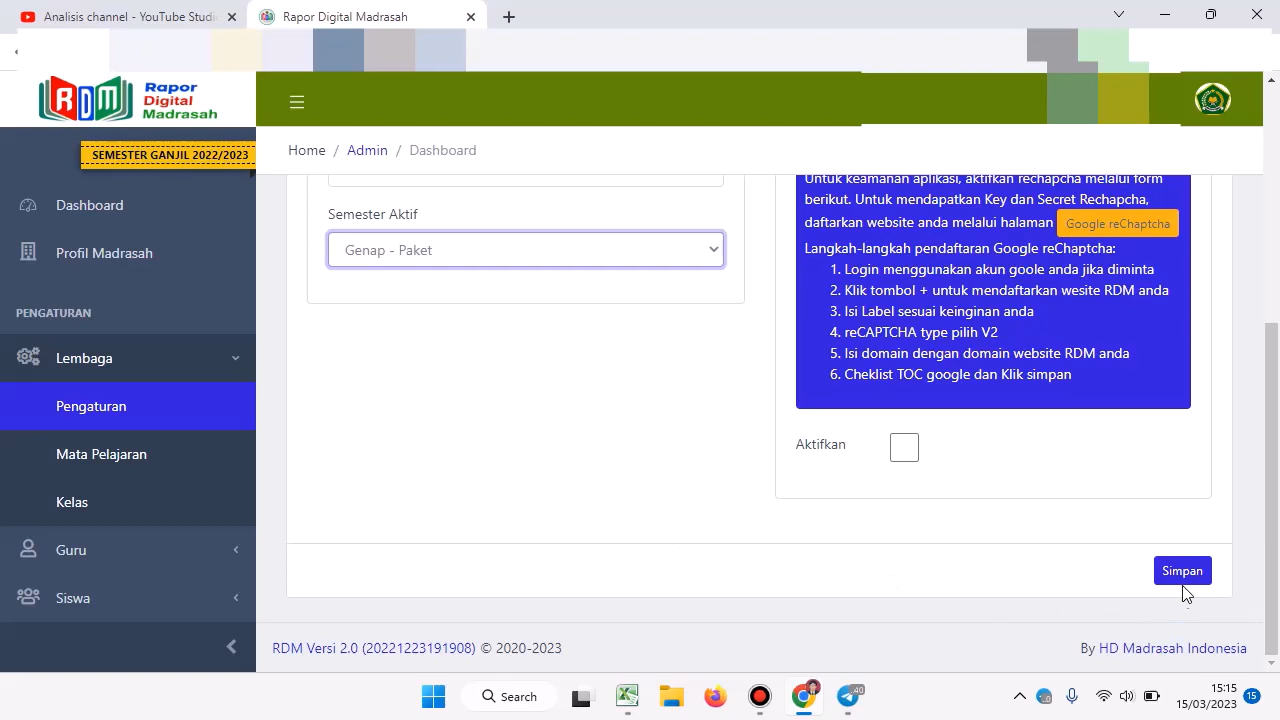 Analisis channel - YouTube Studi
Rapor Digital Madrasah
RDM
Rapor
Digital
Madrasah
SEMESTER GANJIL 2022/2023
Home / Admin / Dashboard
Dashboard
Profil Madrasah
PENGATURAN
Lembaga
Pengaturan
Mata Pelajaran
Kelas
Guru
Siswa
Semester Aktif
Genap - Paket
Untuk keamanan aplikasi, aktifkan rechapcha melalui form
berikut. Untuk mendapatkan Key dan Secret Rechapcha,
daftarkan website anda melalui halaman Google reChaptcha
Langkah-langkah pendaftaran Google reChaptcha:
1. Login menggunakan akun goole anda jika diminta
2. Klik tombol + untuk mendaftarkan wesite RDM anda
3. Isi Label sesuai keinginan anda
4. reCAPTCHA type pilih V2
5. Isi domain dengan domain website RDM anda
6. Cheklist TOC google dan Klik simpan
Aktifkan
Simpan
RDM Versi 2.0 (20221223191908) © 2020-2023
By HD Madrasah Indonesia
Search
40
15:15
15/03/2023
15